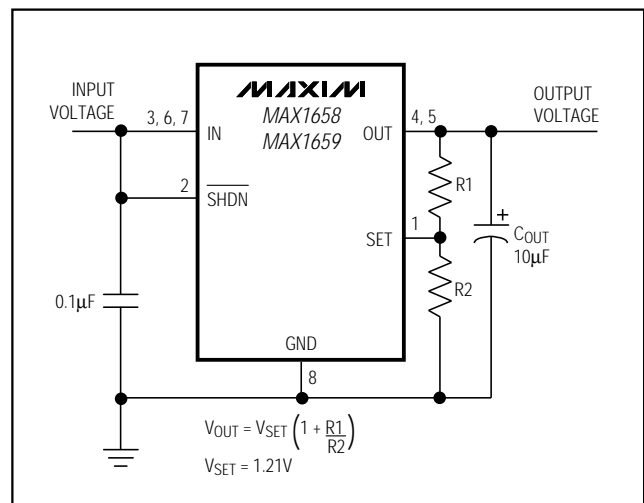 INPUT
VOLTAGE
OUTPUT
VOLTAGE
MAXIM
MAX1658
MAX1659
3, 6, 7
IN
OUT
4, 5
2
SHDN
R1
1
SET
+
COUT
10µF
R2
0.1µF
GND
8
VOUT = VSET (1 + R1/R2)
VSET = 1.21V